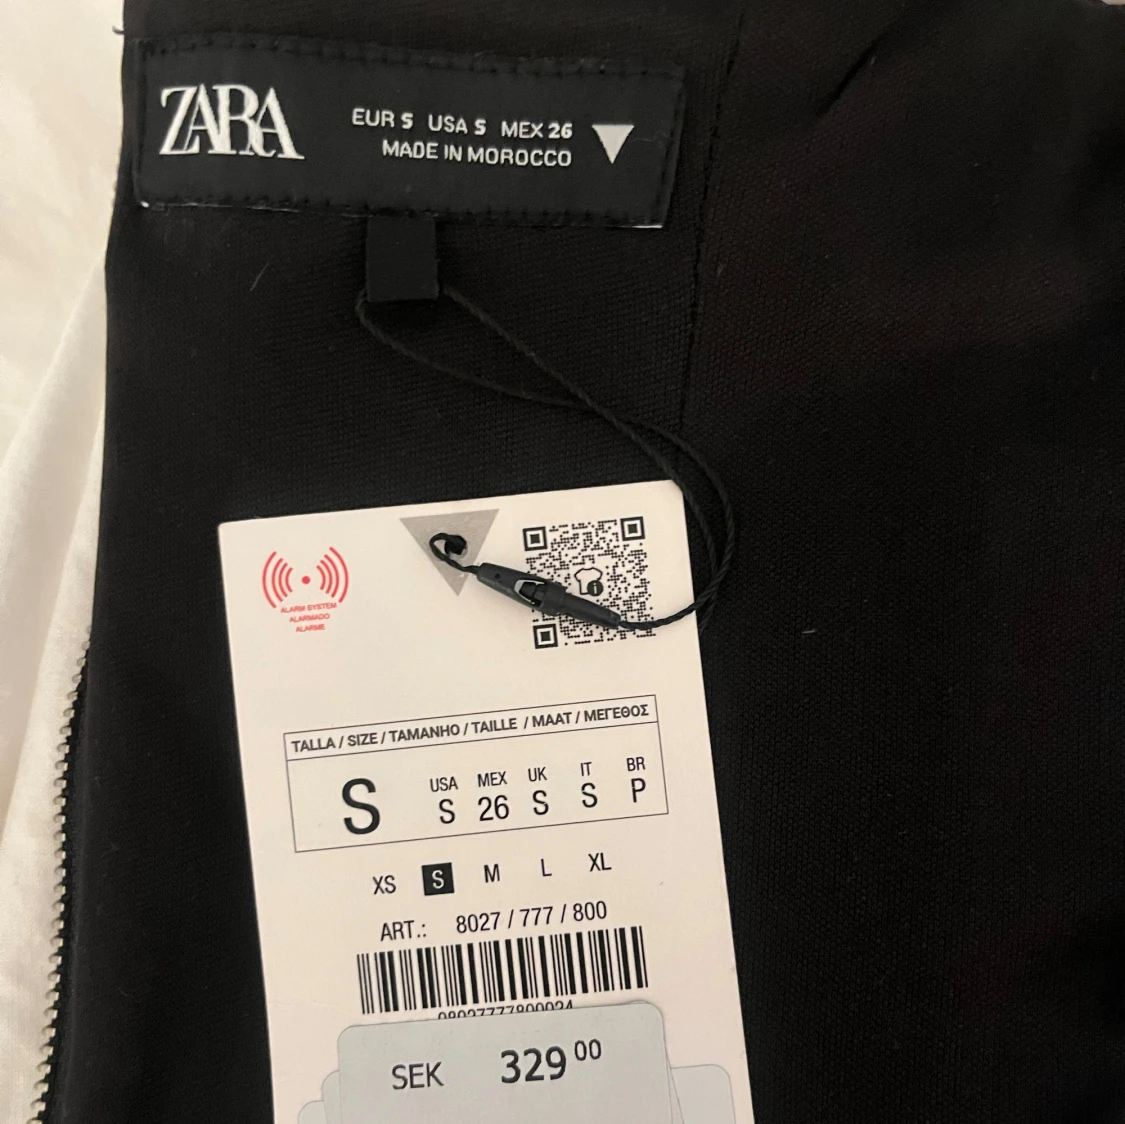 ZARA
EUR S USA S MEX 26
MADE IN MOROCCO
ALARM SYSTEM
ALARMADO
ALARME
TALLA / SIZE / TAMANHO / TAILLE / MAAT / ΜΕΓΕΘΟΣ
S
USA MEX UK IT BR
S 26 S S P
XS S M L XL
ART.: 8027 / 777 / 800
08027777800024
SEK 329 00